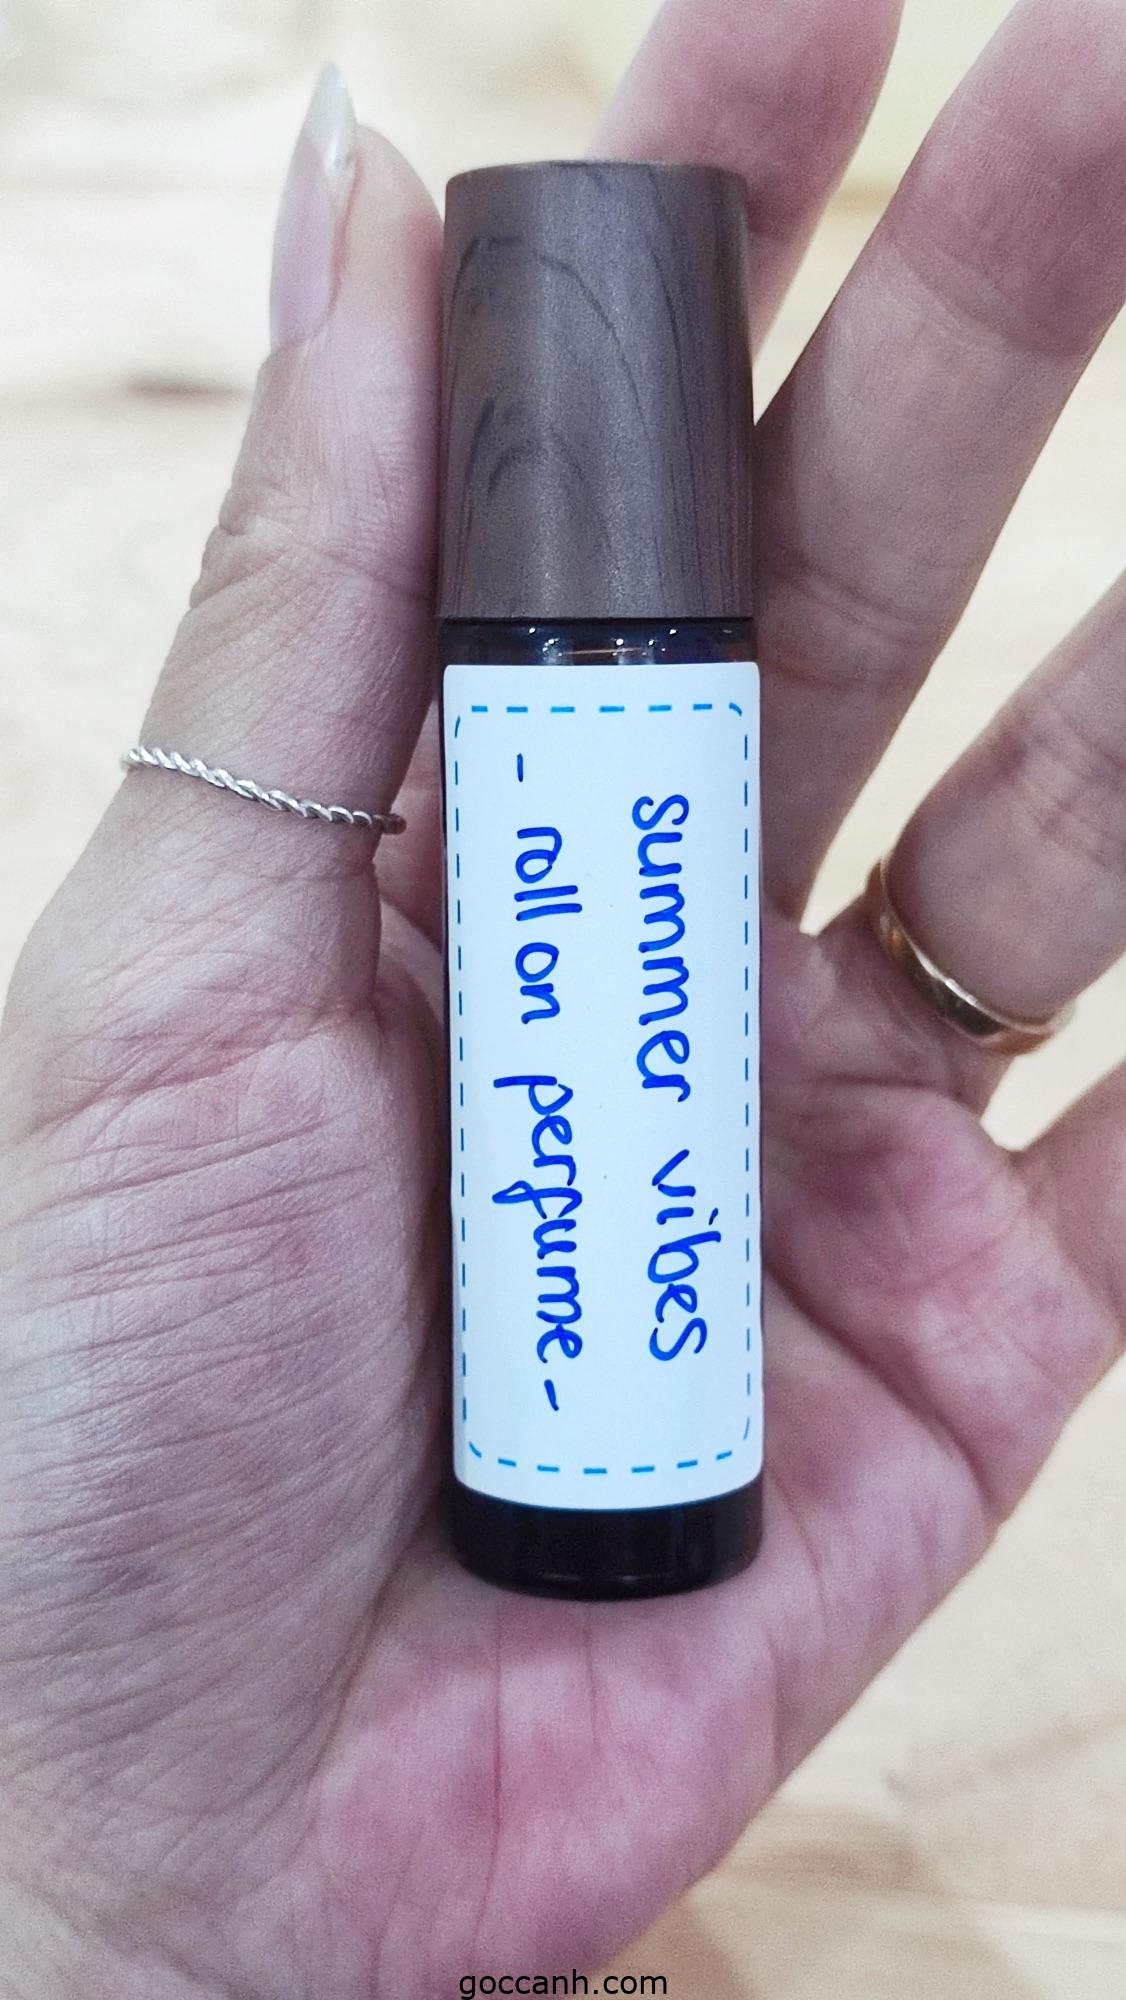 summer vibes
- roll on perfume -
goccanh.com